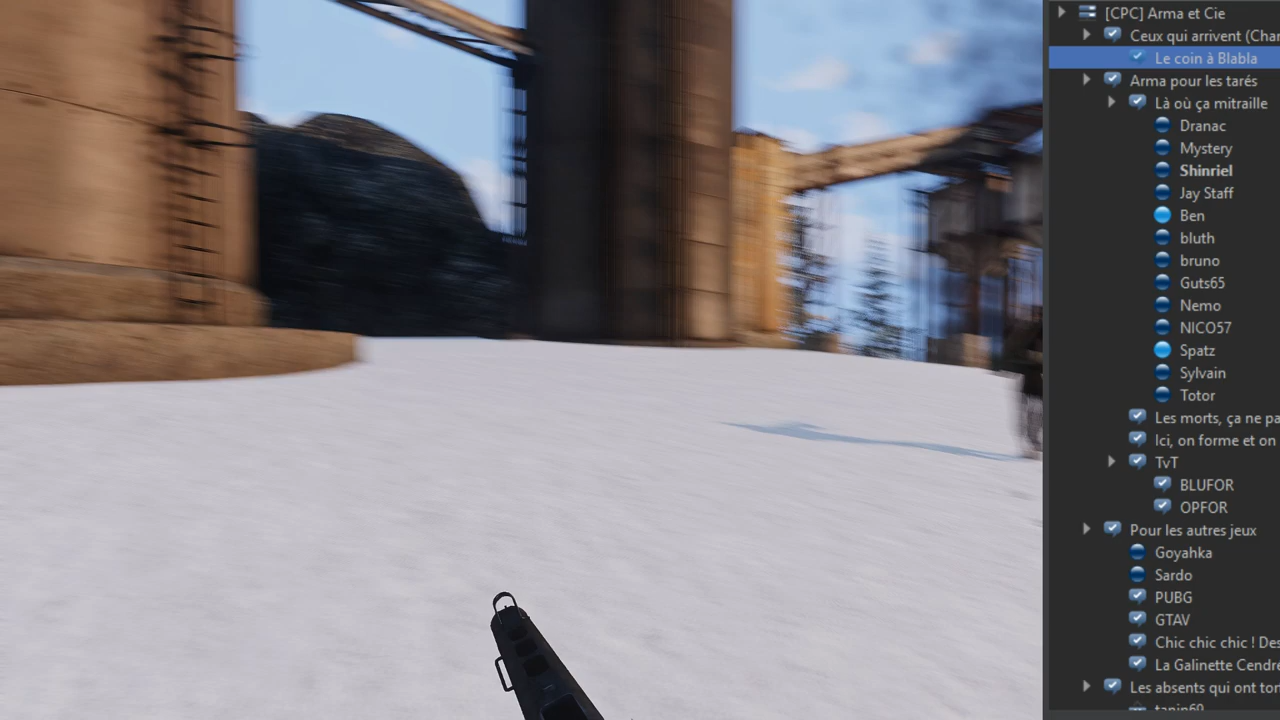 [CPC] Arma et Cie
Ceux qui arrivent (Char
Le coin à Blabla
Arma pour les tarés
Là où ça mitraille
Dranac
Mystery
Shinriel
Jay Staff
Ben
bluth
bruno
Guts65
Nemo
NICO57
Spatz
Sylvain
Totor
Les morts, ça ne pa
Ici, on forme et on
TvT
BLUFOR
OPFOR
Pour les autres jeux
Goyahka
Sardo
PUBG
GTAV
Chic chic chic ! Des
La Galinette Cendré
Les absents qui ont tor
tanin69